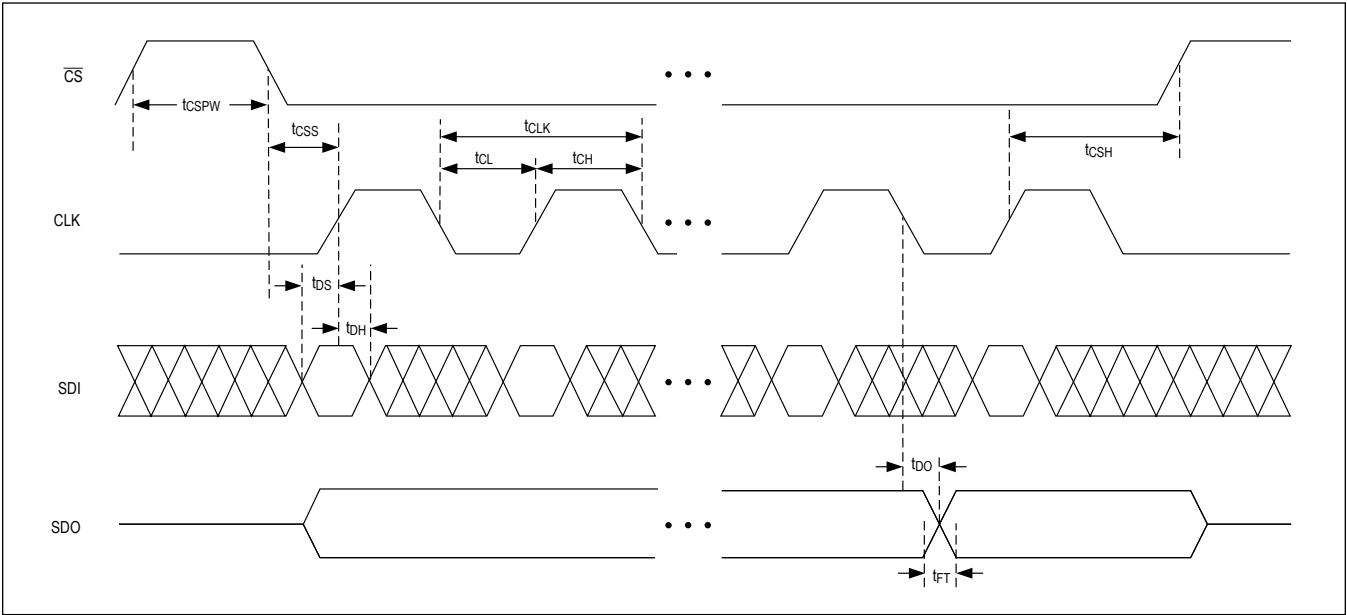 CS
tCSPW
tCSS
tCLK
tCL
tCH
tCSH
CLK
tDS
tDH
SDI
tDO
SDO
tFT